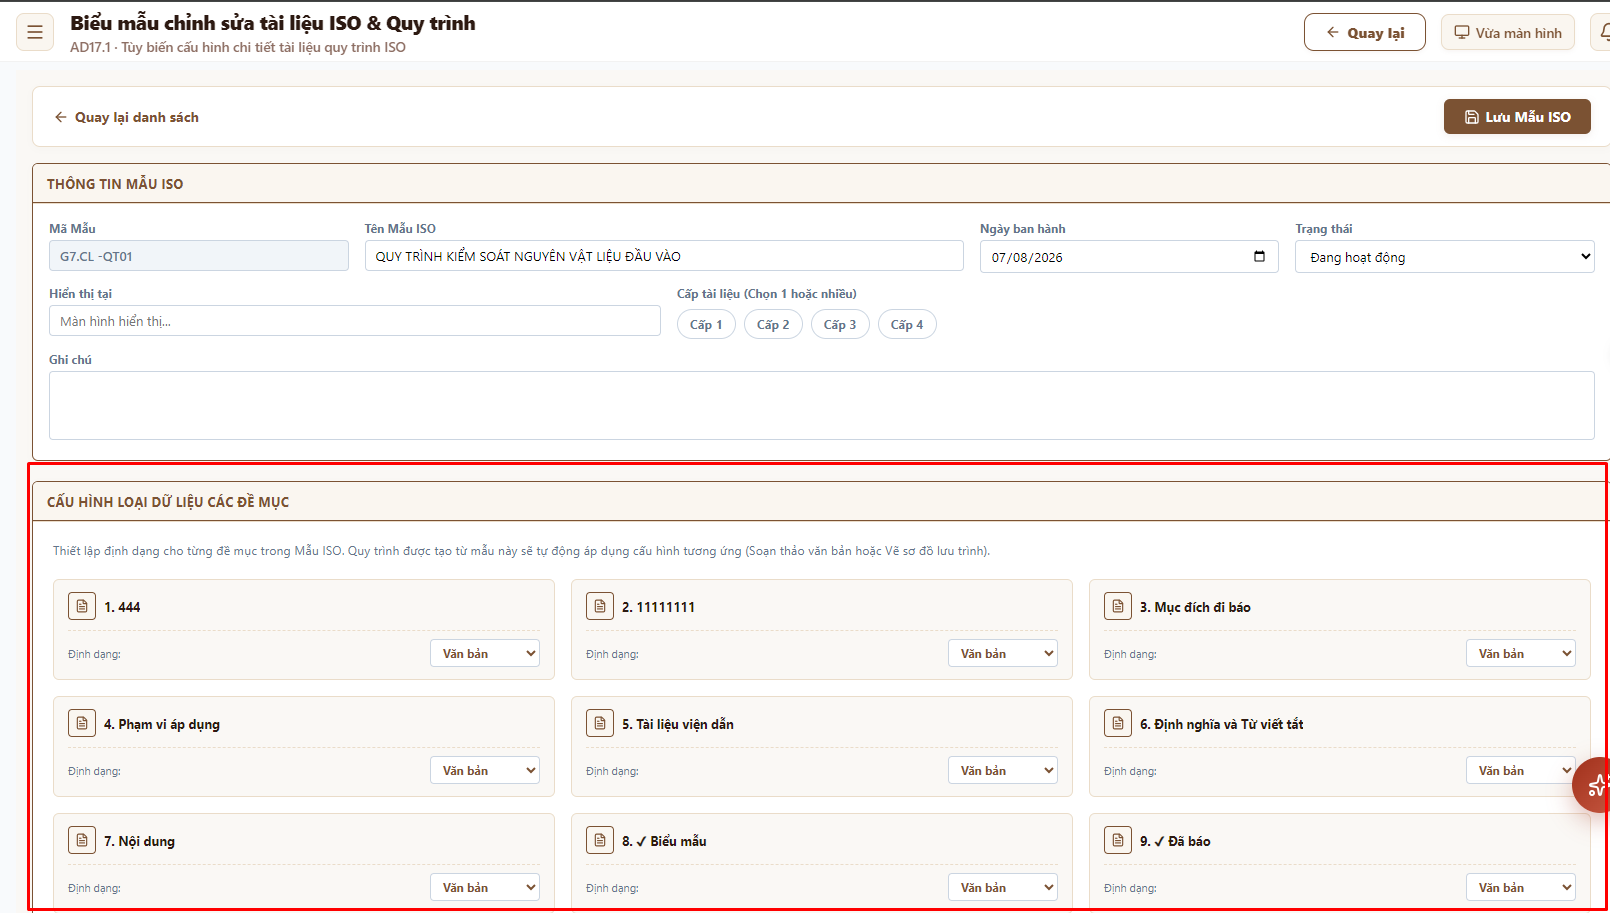 Biểu mẫu chỉnh sửa tài liệu ISO & Quy trình
AD17.1 · Tùy biến cấu hình chi tiết tài liệu quy trình ISO
Quay lại
Vừa màn hình
Quay lại danh sách
Lưu Mẫu ISO
THÔNG TIN MẪU ISO
Mã Mẫu
Tên Mẫu ISO
Ngày ban hành
Trạng thái
G7.CL -QT01
QUY TRÌNH KIỂM SOÁT NGUYÊN VẬT LIỆU ĐẦU VÀO
07/08/2026
Đang hoạt động
Hiển thị tại
Cấp tài liệu (Chọn 1 hoặc nhiều)
Màn hình hiển thị...
Cấp 1
Cấp 2
Cấp 3
Cấp 4
Ghi chú
CẤU HÌNH LOẠI DỮ LIỆU CÁC ĐỀ MỤC
Thiết lập định dạng cho từng đề mục trong Mẫu ISO. Quy trình được tạo từ mẫu này sẽ tự động áp dụng cấu hình tương ứng (Soạn thảo văn bản hoặc Vẽ sơ đồ lưu trình).
1. 444
Định dạng:
Văn bản
2. 11111111
Định dạng:
Văn bản
3. Mục đích đi báo
Định dạng:
Văn bản
4. Phạm vi áp dụng
Định dạng:
Văn bản
5. Tài liệu viện dẫn
Định dạng:
Văn bản
6. Định nghĩa và Từ viết tắt
Định dạng:
Văn bản
7. Nội dung
Định dạng:
Văn bản
8. ✓ Biểu mẫu
Định dạng:
Văn bản
9. ✓ Đã báo
Định dạng:
Văn bản